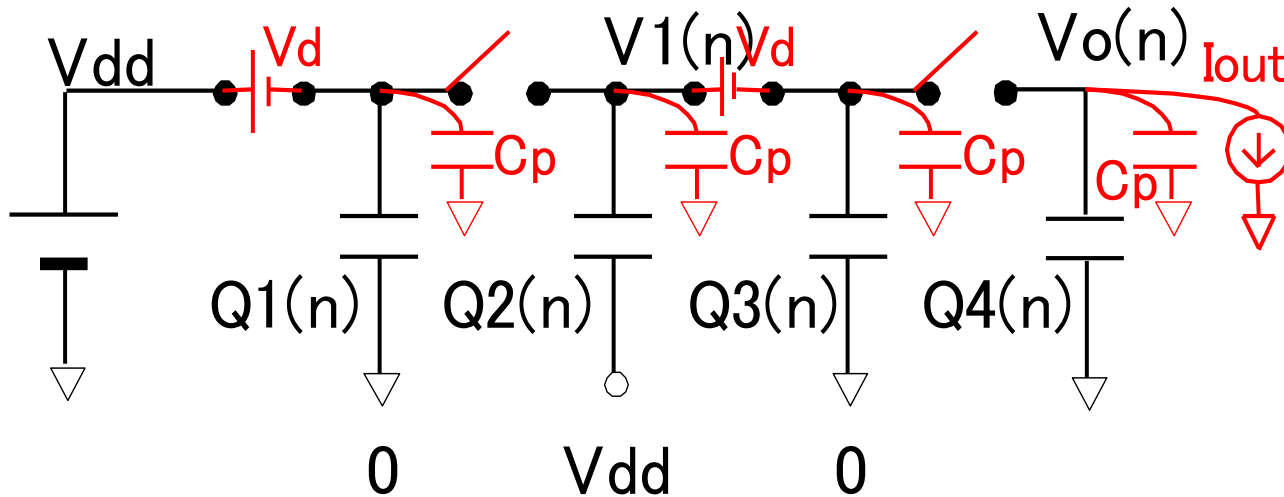 Vdd
Vd
V1(n)
Vd
Vo(n)
Iout
Cp
Cp
Cp
Cp
Q1(n)
Q2(n)
Q3(n)
Q4(n)
0
Vdd
0